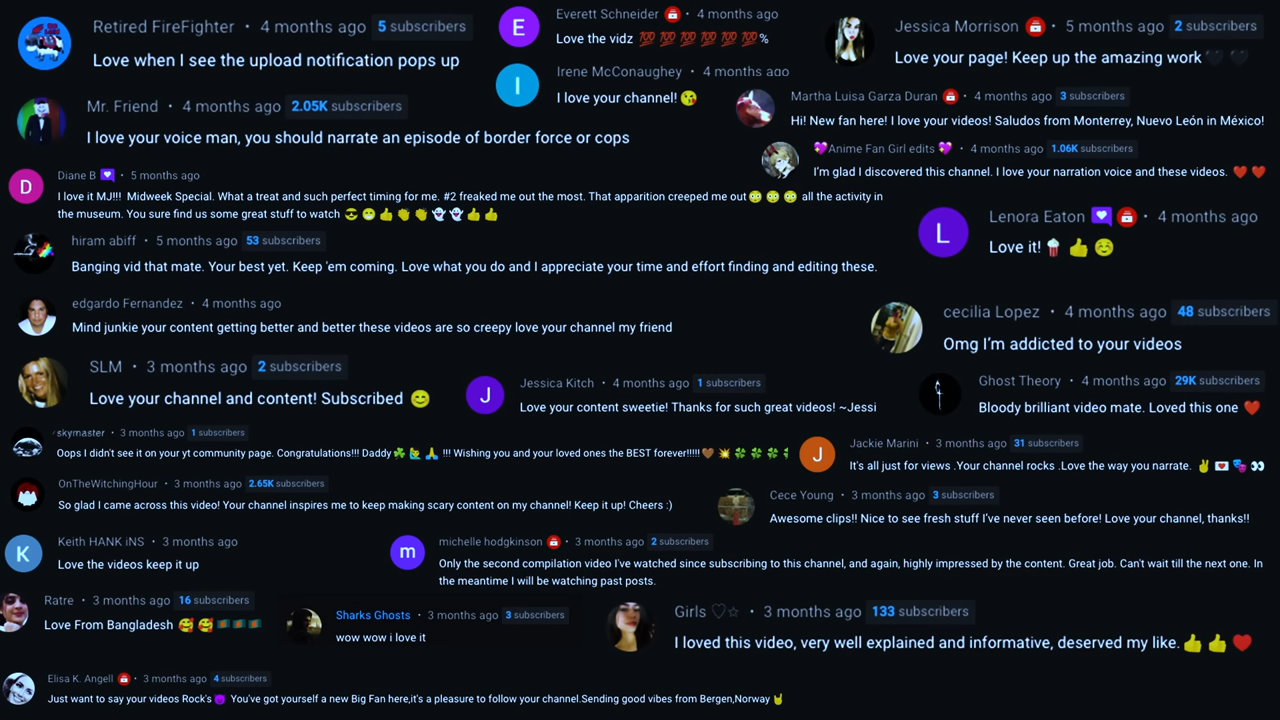 Retired FireFighter • 4 months ago 5 subscribers
Love when I see the upload notification pops up
Everett Schneider • 4 months ago
Love the vidz 💯 💯 💯 💯 💯 💯%
Jessica Morrison • 5 months ago 2 subscribers
Love your page! Keep up the amazing work🖤 🖤
I
Irene McConaughey • 4 months ago
I love your channel! 😘
E
Mr. Friend • 4 months ago 2.05K subscribers
I love your voice man, you should narrate an episode of border force or cops
Martha Luisa Garza Duran • 4 months ago 3 subscribers
Hi! New fan here! I love your videos! Saludos from Monterrey, Nuevo León in México!
💖Anime Fan Girl edits 💖 • 4 months ago 1.06K subscribers
I'm glad I discovered this channel. I love your narration voice and these videos. ❤️ ❤️
D
Diane B • 5 months ago
I love it MJ!!! Midweek Special. What a treat and such perfect timing for me. #2 freaked me out the most. That apparition creeped me out😳 😳 😳 all the activity in
the museum. You sure find us some great stuff to watch 😎 😁 👍 👏 👏 👻 👻 👍 👍
L
Lenora Eaton • 4 months ago
Love it! 🍿 👍 ☺️
hiram abiff • 5 months ago 53 subscribers
Banging vid that mate. Your best yet. Keep 'em coming. Love what you do and I appreciate your time and effort finding and editing these.
edgardo Fernandez • 4 months ago
Mind junkie your content getting better and better these videos are so creepy love your channel my friend
cecilia Lopez • 4 months ago 48 subscribers
Omg I'm addicted to your videos
SLM • 3 months ago 2 subscribers
Love your channel and content! Subscribed 😊
J
Jessica Kitch • 4 months ago 1 subscribers
Love your content sweetie! Thanks for such great videos! ~Jessi
Ghost Theory • 4 months ago 29K subscribers
Bloody brilliant video mate. Loved this one ❤️
skymaster • 3 months ago 1 subscribers
Oops I didn't see it on your yt community page. Congratulations!!! Daddy☘️ 🙋‍♂️ 🙏 !!! Wishing you and your loved ones the BEST forever!!!!!🤎 💥 🍀 🍀 🍀 🍀
J
Jackie Marini • 3 months ago 31 subscribers
It's all just for views .Your channel rocks .Love the way you narrate. ✌️ 💌 🎭 👀
OnTheWitchingHour • 3 months ago 2.65K subscribers
So glad I came across this video! Your channel inspires me to keep making scary content on my channel! Keep it up! Cheers :)
Cece Young • 3 months ago 3 subscribers
Awesome clips!! Nice to see fresh stuff I've never seen before! Love your channel, thanks!!
K
Keith HANK iNS • 3 months ago
Love the videos keep it up
m
michelle hodgkinson • 3 months ago 2 subscribers
Only the second compilation video I've watched since subscribing to this channel, and again, highly impressed by the content. Great job. Can't wait till the next one. In
the meantime I will be watching past posts.
Ratre • 3 months ago 16 subscribers
Love From Bangladesh 🥰 🥰 🇧🇩 🇧🇩 🇧🇩
Sharks Ghosts • 3 months ago 3 subscribers
wow wow i love it
Girls ♡☆ • 3 months ago 133 subscribers
I loved this video, very well explained and informative, deserved my like.👍 👍 ❤️
Elisa K. Angell • 3 months ago 4 subscribers
Just want to say your videos Rock's 😈 You've got yourself a new Big Fan here,it's a pleasure to follow your channel.Sending good vibes from Bergen,Norway 🤘